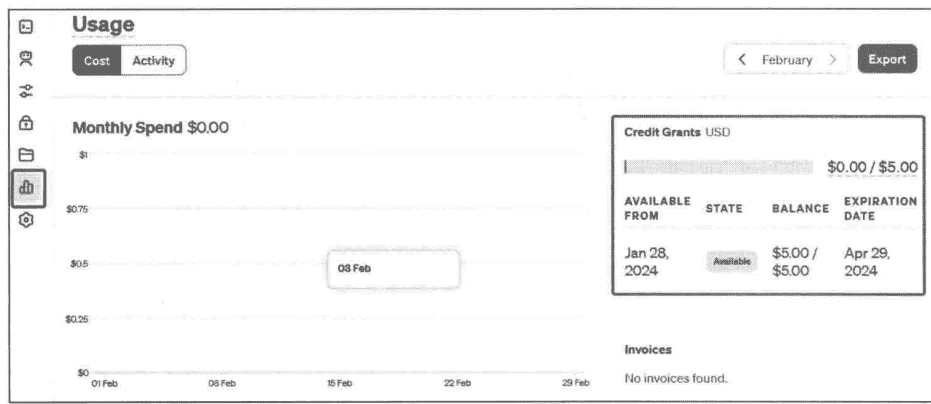 Usage
Cost Activity
February Export
Monthly Spend $0.00
$1
$0.75
$0.5
$0.25
$0
03 Feb
01 Feb 08 Feb 15 Feb 22 Feb 29 Feb
Credit Grants USD
$0.00 / $5.00
AVAILABLE FROM STATE BALANCE EXPIRATION DATE
Jan 28, 2024 Available $5.00 / $5.00 Apr 29, 2024
Invoices
No invoices found.